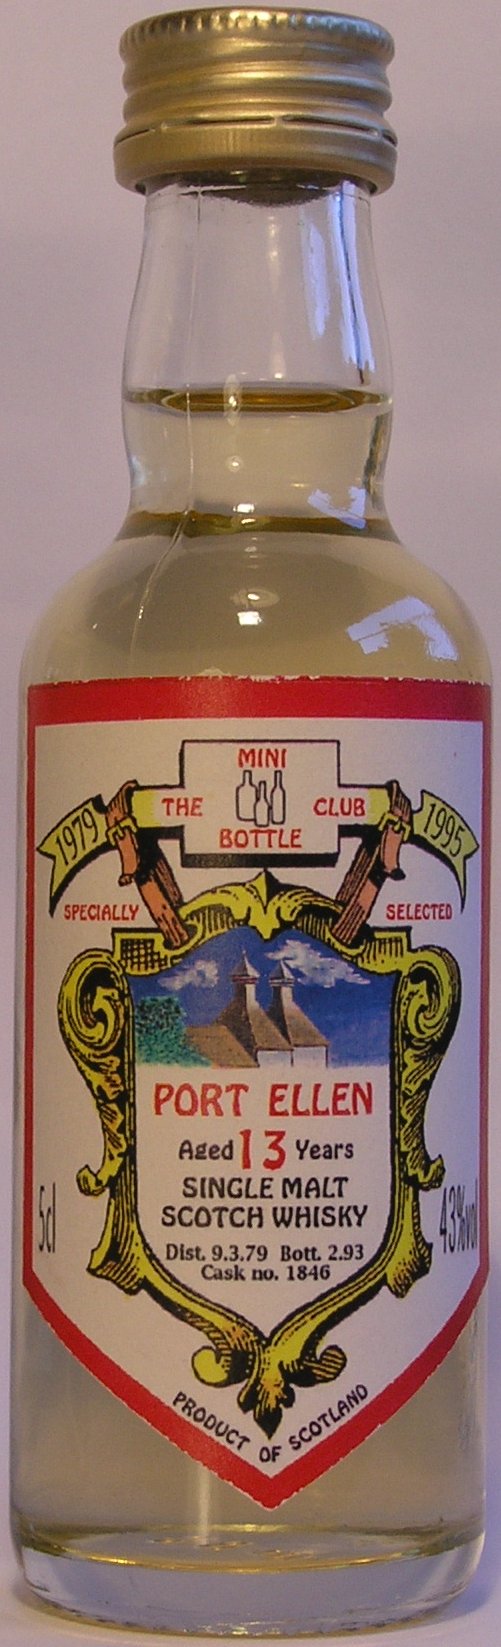 MINI
THE CLUB
BOTTLE
1979 1995
SPECIALLY SELECTED
PORT ELLEN
Aged 13 Years
SINGLE MALT
SCOTCH WHISKY
5cl 43%vol
Dist. 9.3.79 Bott. 2.93
Cask no. 1846
PRODUCT OF SCOTLAND